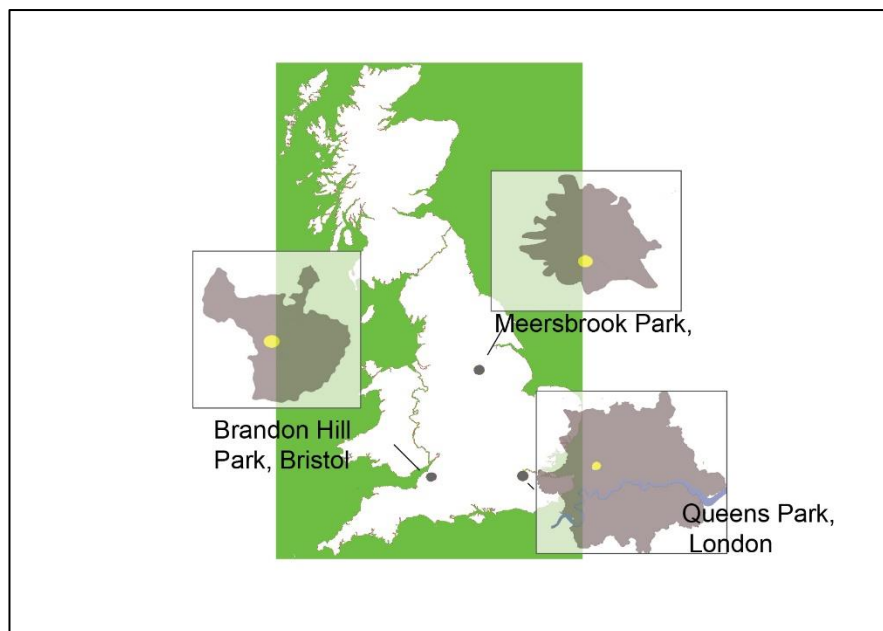 Meersbrook Park,
Brandon Hill
Park, Bristol
Queens Park,
London